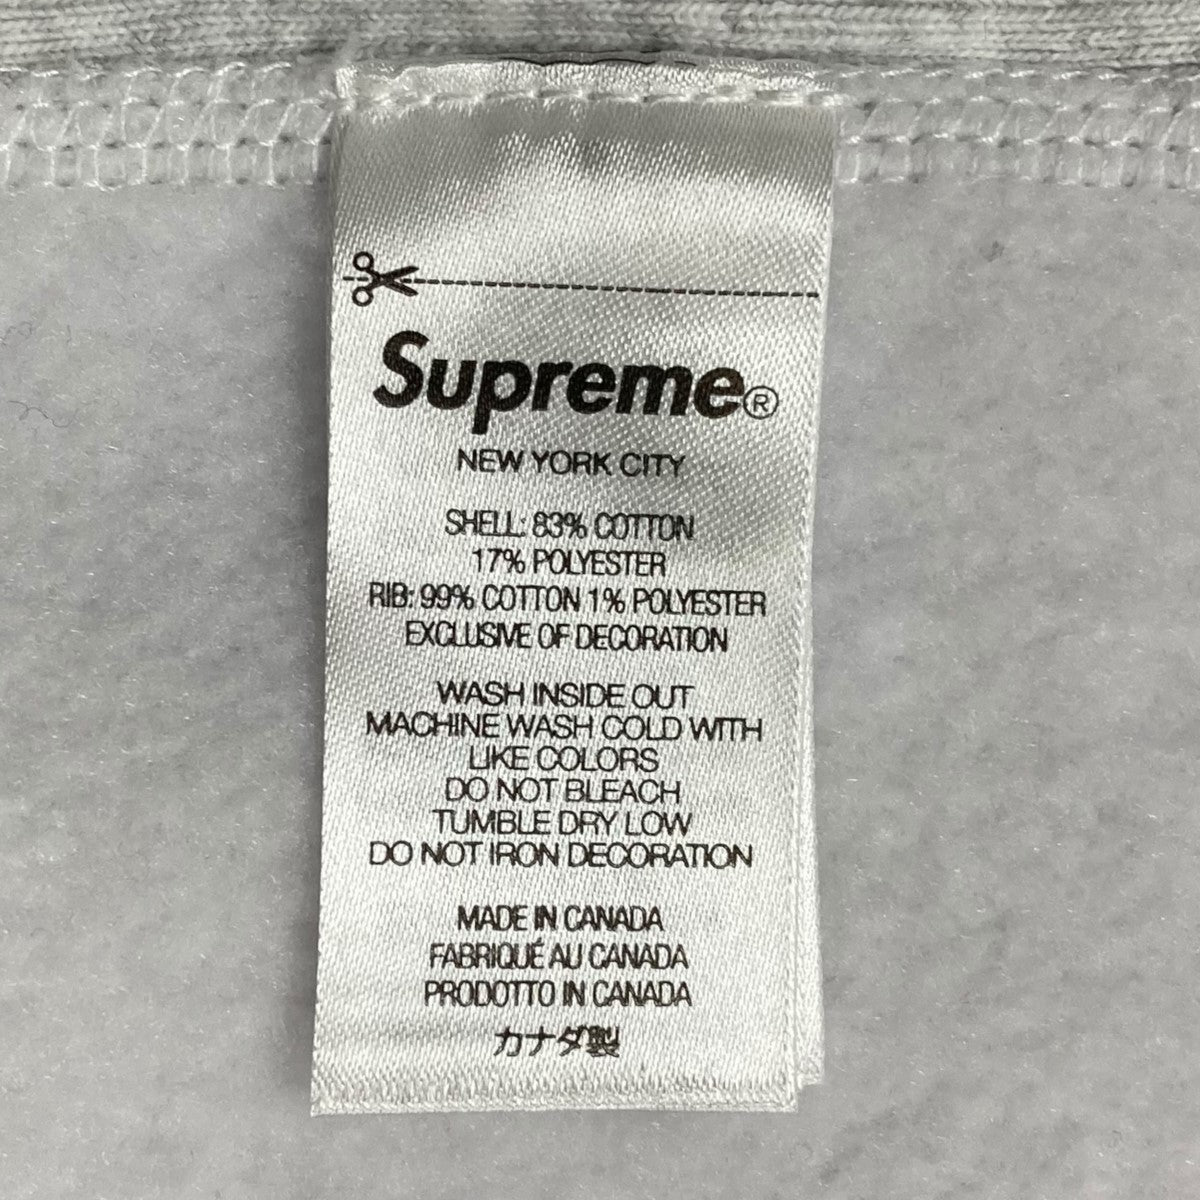 Supreme®
NEW YORK CITY
SHELL: 83% COTTON
17% POLYESTER
RIB: 99% COTTON 1% POLYESTER
EXCLUSIVE OF DECORATION
WASH INSIDE OUT
MACHINE WASH COLD WITH
LIKE COLORS
DO NOT BLEACH
TUMBLE DRY LOW
DO NOT IRON DECORATION
MADE IN CANADA
FABRIQUÉ AU CANADA
PRODOTTO IN CANADA
カナダ製